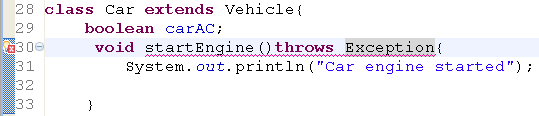 28 class Car extends Vehicle{
29     boolean carAC;
30      void startEngine()throws Exception{
31         System.out.println("Car engine started");
32
33     }